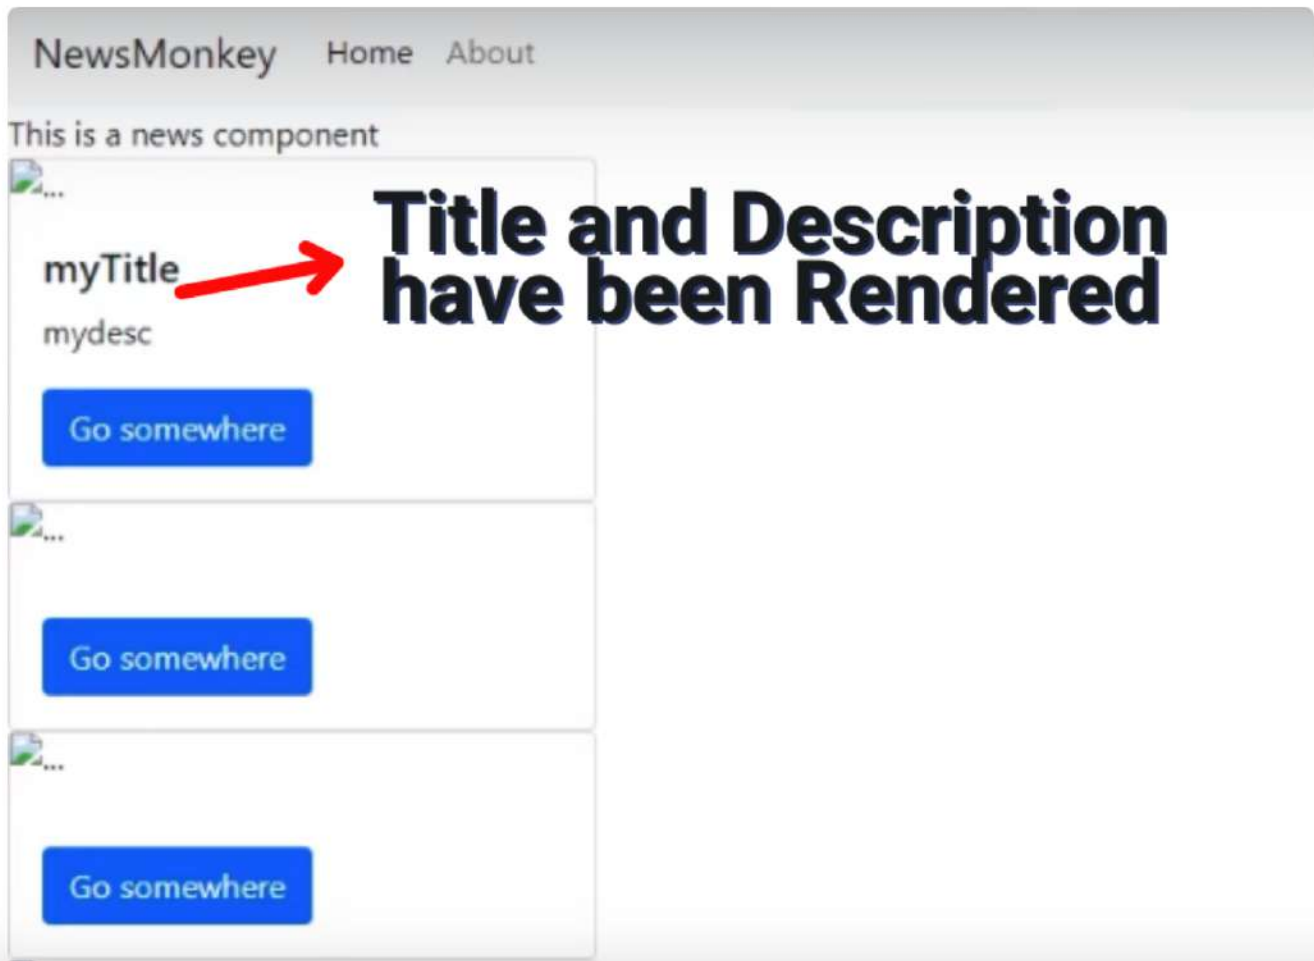 NewsMonkey Home About
This is a news component
...
Title and Description
have been Rendered
myTitle
mydesc
Go somewhere
...
Go somewhere
...
Go somewhere